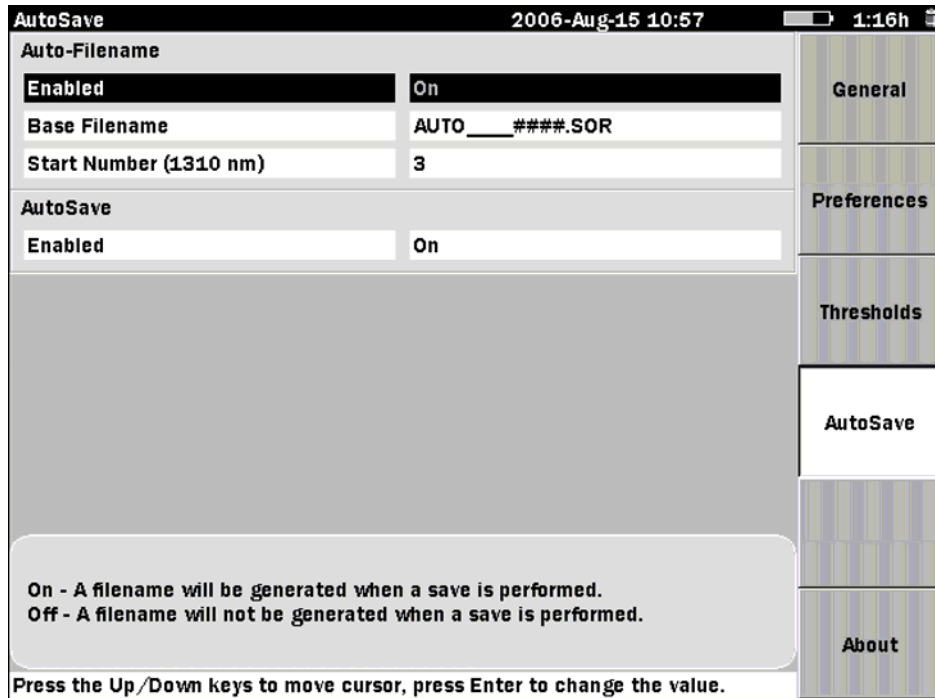 AutoSave 2006-Aug-15 10:57 1:16h
Auto-Filename
Enabled On
Base Filename AUTO____####.SOR
Start Number (1310 nm) 3
AutoSave
Enabled On
On - A filename will be generated when a save is performed.
Off - A filename will not be generated when a save is performed.
Press the Up/Down keys to move cursor, press Enter to change the value.
General
Preferences
Thresholds
AutoSave
About